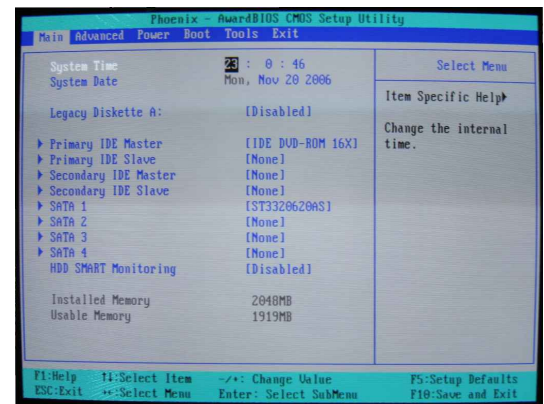 Phoenix - AwardBIOS CMOS Setup Utility
Main Advanced Power Boot Tools Exit
System Time 23 : 0 : 46
System Date Mon, Nov 20 2006
Legacy Diskette A: [Disabled]
Primary IDE Master [IDE DVD-ROM 16X]
Primary IDE Slave [None]
Secondary IDE Master [None]
Secondary IDE Slave [None]
SATA 1 [ST3320620AS]
SATA 2 [None]
SATA 3 [None]
SATA 4 [None]
HDD SMART Monitoring [Disabled]
Installed Memory 2048MB
Usable Memory 1919MB
Select Menu
Item Specific Help
Change the internal
time.
F1:Help ↑↓:Select Item -/+: Change Value F5:Setup Defaults
ESC:Exit →←:Select Menu Enter: Select SubMenu F10:Save and Exit